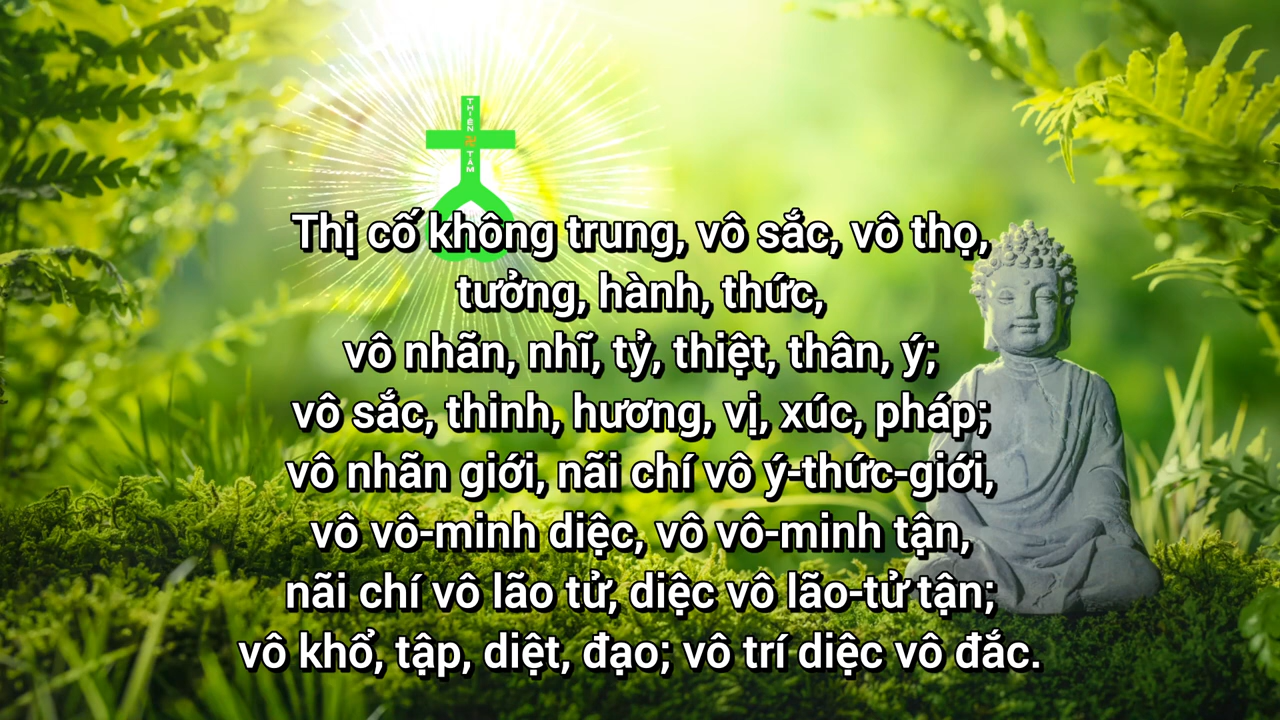 THIỆN
卍
TÂM
Thị cố không trung, vô sắc, vô thọ,
tưởng, hành, thức,
vô nhãn, nhĩ, tỷ, thiệt, thân, ý;
vô sắc, thinh, hương, vị, xúc, pháp;
vô nhãn giới, nãi chí vô ý-thức-giới,
vô vô-minh diệc, vô vô-minh tận,
nãi chí vô lão tử, diệc vô lão-tử tận;
vô khổ, tập, diệt, đạo; vô trí diệc vô đắc.